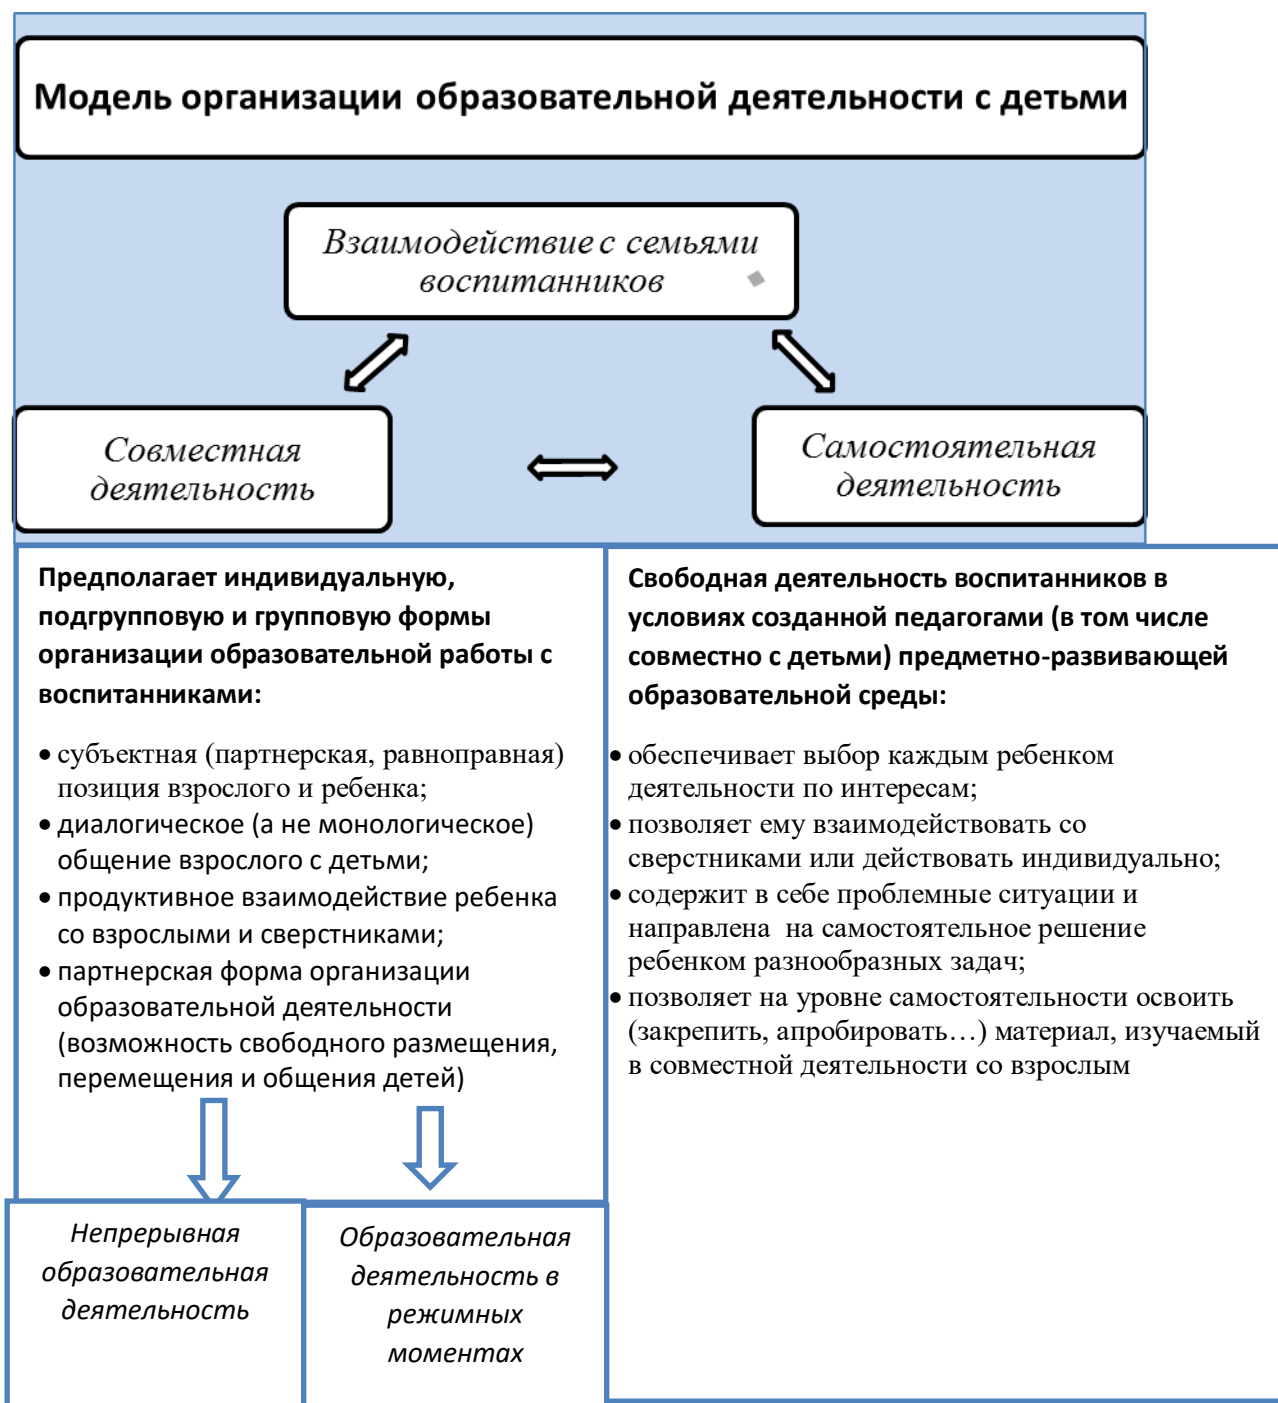 Модель организации образовательной деятельности с детьми
Взаимодействие с семьями
воспитанников
Совместная
деятельность
Самостоятельная
деятельность
Предполагает индивидуальную,
подгрупповую и групповую формы
организации образовательной работы с
воспитанниками:
• субъектная (партнерская, равноправная)
позиция взрослого и ребенка;
• диалогическое (а не монологическое)
общение взрослого с детьми;
• продуктивное взаимодействие ребенка
со взрослыми и сверстниками;
• партнерская форма организации
образовательной деятельности
(возможность свободного размещения,
перемещения и общения детей)
Свободная деятельность воспитанников в
условиях созданной педагогами (в том числе
совместно с детьми) предметно-развивающей
образовательной среды:
• обеспечивает выбор каждым ребенком
деятельности по интересам;
• позволяет ему взаимодействовать со
сверстниками или действовать индивидуально;
• содержит в себе проблемные ситуации и
направлена на самостоятельное решение
ребенком разнообразных задач;
• позволяет на уровне самостоятельности освоить
(закрепить, апробировать…) материал, изучаемый
в совместной деятельности со взрослым
Непрерывная
образовательная
деятельность
Образовательная
деятельность в
режимных
моментах